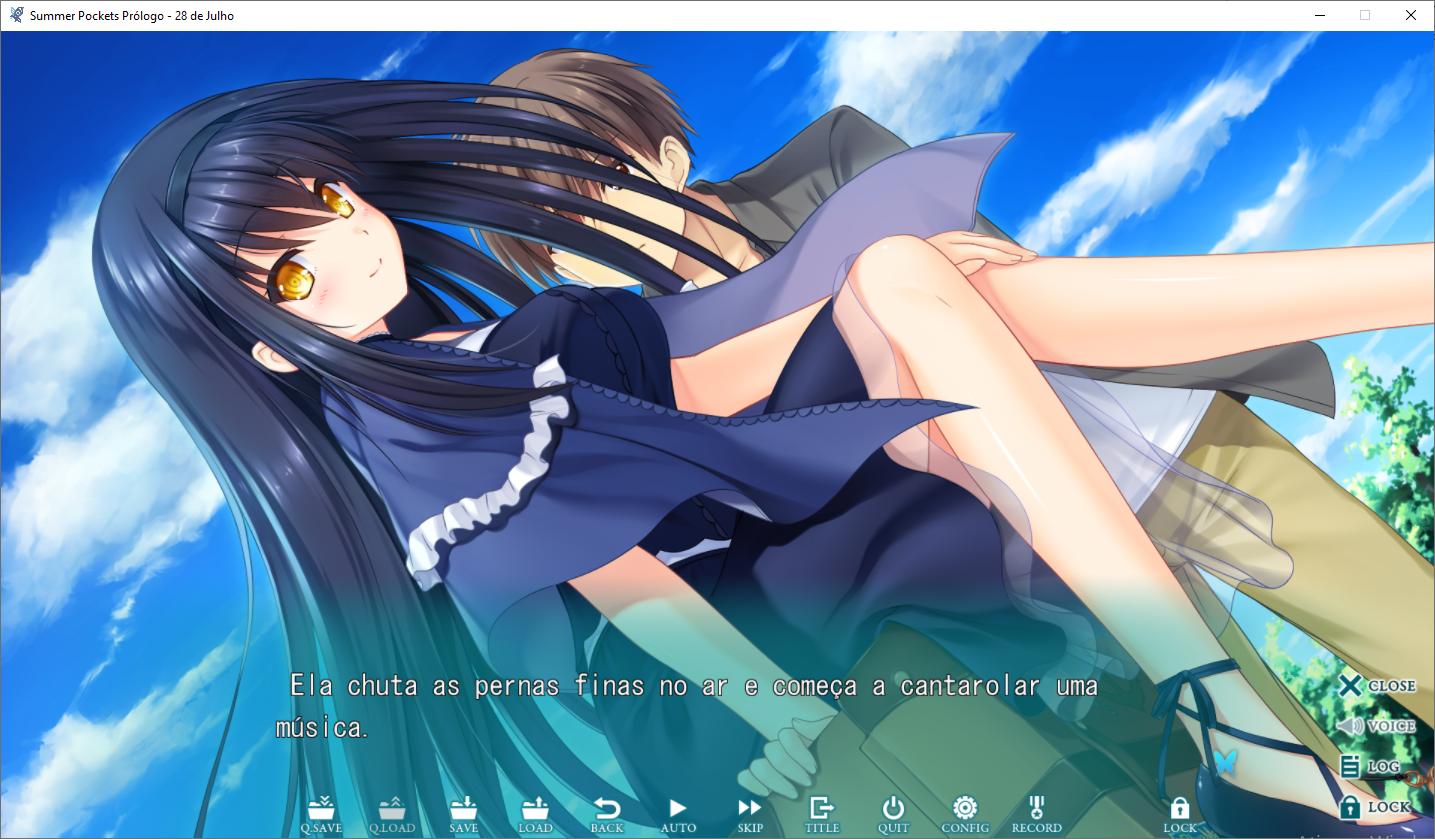 Summer Pockets Prólogo - 28 de Julho
Ela chuta as pernas finas no ar e começa a cantarolar uma
música.
CLOSE
VOICE
LOG
LOCK
Q.SAVE Q.LOAD SAVE LOAD BACK AUTO SKIP TITLE QUIT CONFIG RECORD LOCK